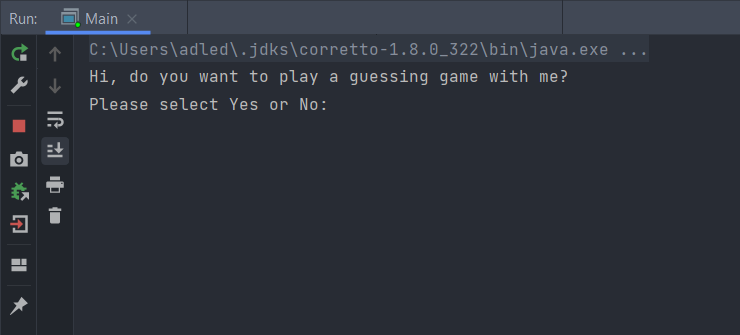 Run: Main
C:\Users\adled\.jdks\corretto-1.8.0_322\bin\java.exe ...
Hi, do you want to play a guessing game with me?
Please select Yes or No: